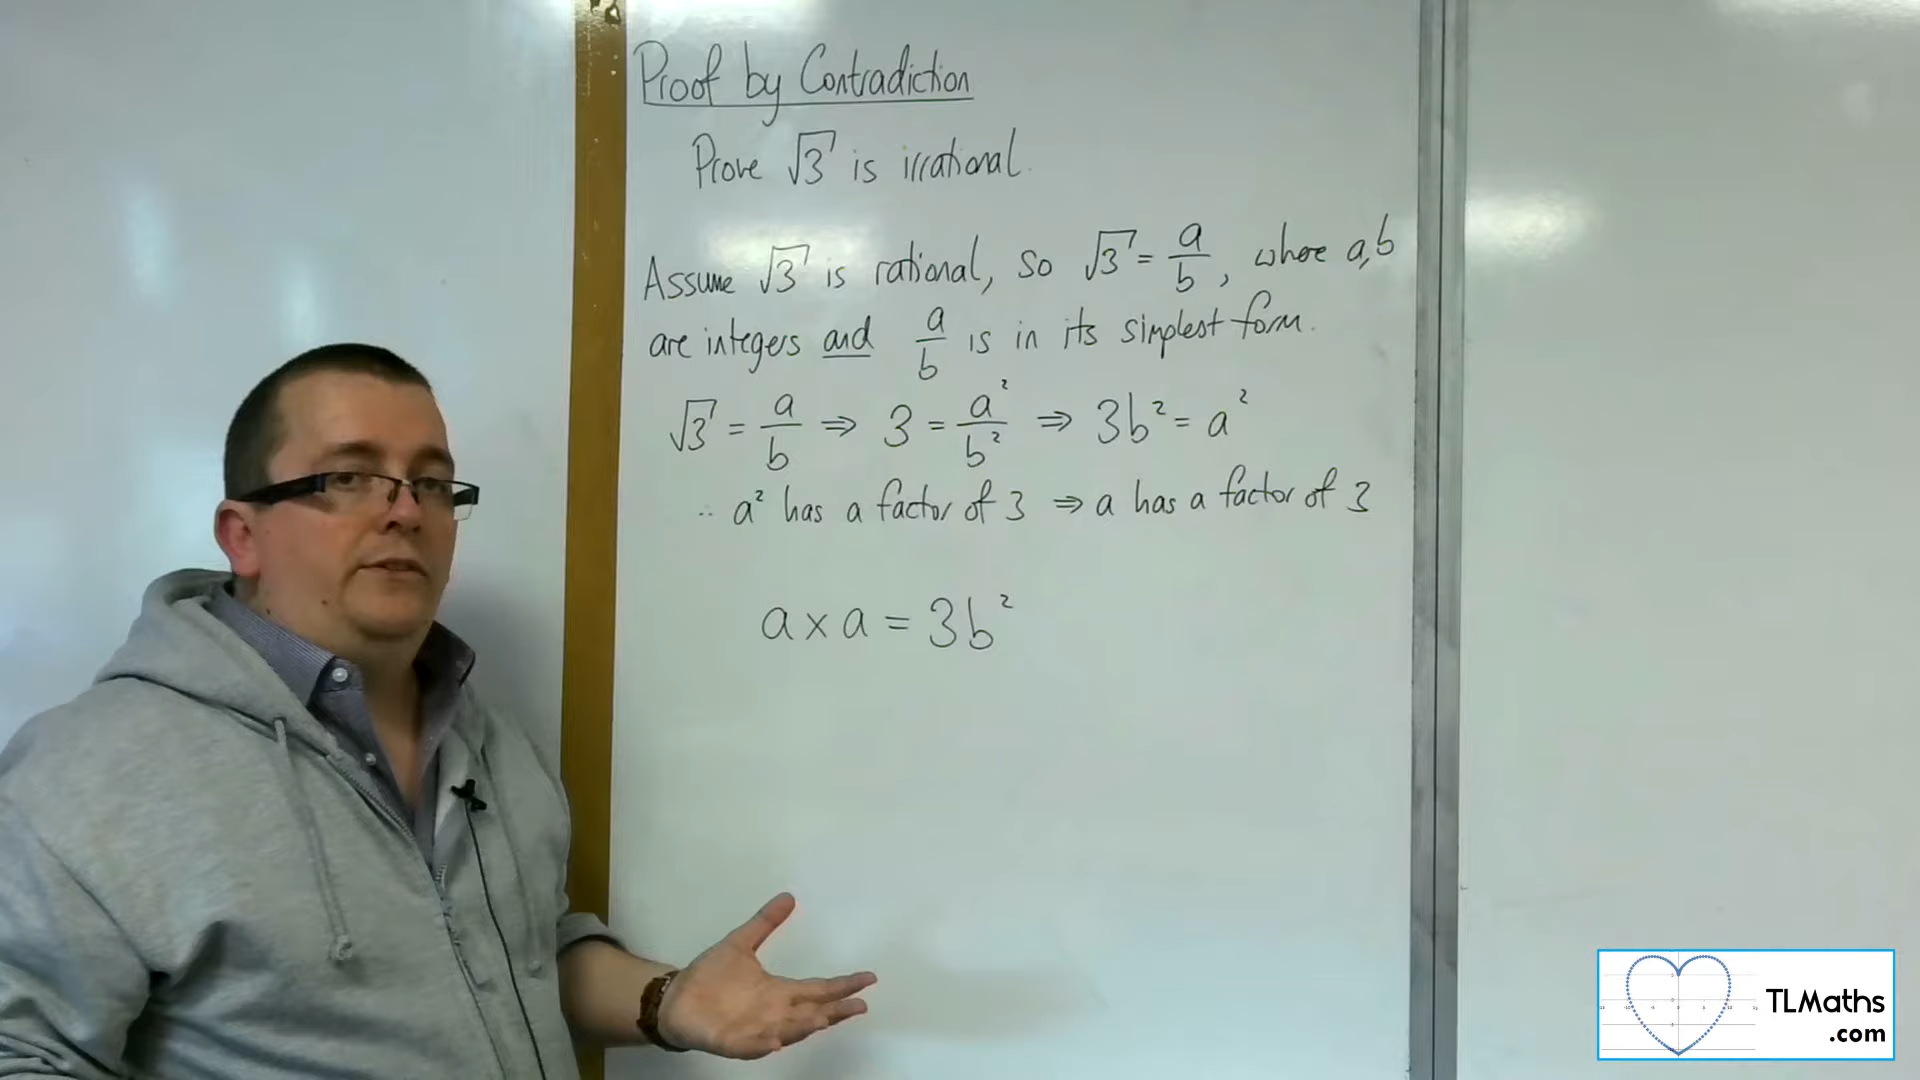 Proof by Contradiction
Prove √3 is irrational.
Assume √3 is rational, so √3 = a/b, where a,b
are integers and a/b is in its simplest form.
√3 = a/b ⇒ 3 = a²/b² ⇒ 3b² = a²
∴ a² has a factor of 3 ⇒ a has a factor of 3
a × a = 3b²
TLMaths
.com